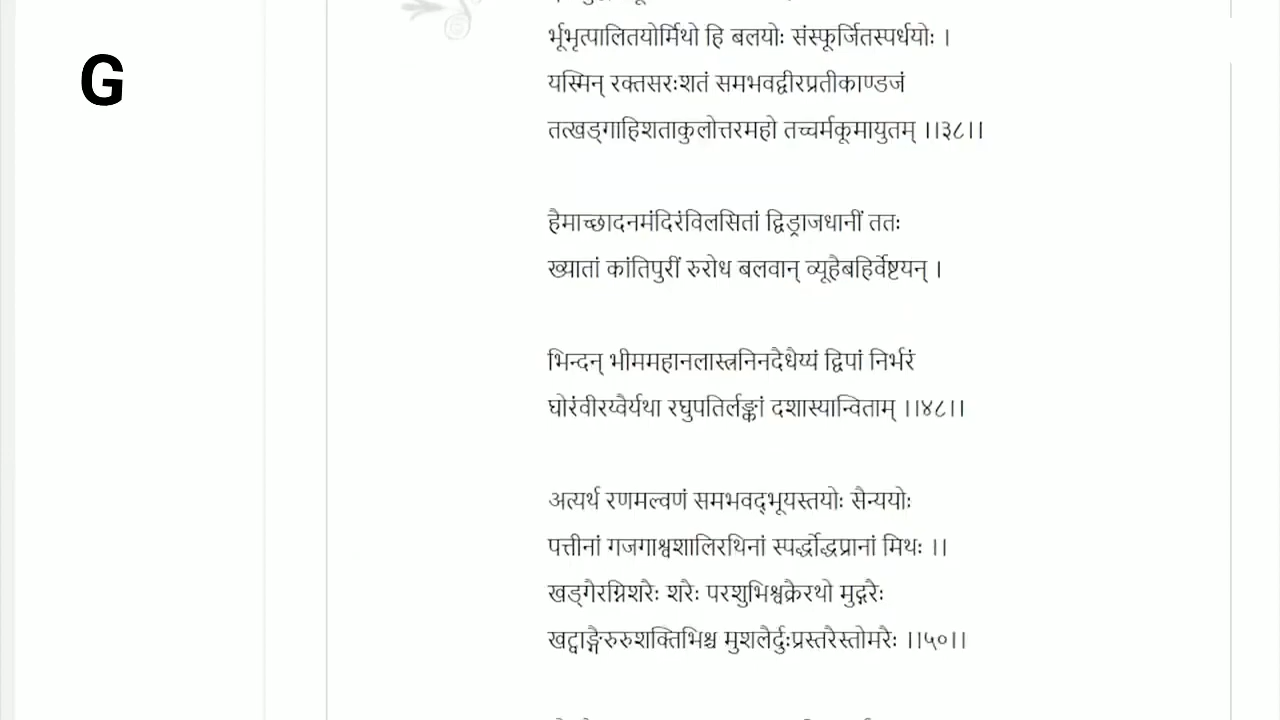 G
र्भूभृत्पालितयोर्मिथो हि बलयोः संस्फूर्जितस्पर्धयोः ।
यस्मिन् रक्तसरःशतं समभवद्वीरप्रतीकाण्डजं
तत्खड्गाहिशताकुलोत्तरमहो तच्चर्मकूमायुतम् ।।३८।।
हैमाच्छादनमंदिरंविलसितां द्विड्राजधानीं ततः
ख्यातां कांतिपुरीं रुरोध बलवान् व्यूहैबहिर्वेष्टयन् ।
भिन्दन् भीममहानलास्त्रनिनदैधैय्यं द्विपां निर्भरं
घोरंवीरय्वैर्यथा रघुपतिर्लङ्कां दशास्यान्विताम् ।।४८।।
अत्यर्थ रणमल्वणं समभवद्भूयस्तयोः सैन्ययोः
पत्तीनां गजगाश्वशालिरथिनां स्पर्द्धोद्धप्रानां मिथः ।।
खड्गैरग्निशरैः शरैः परशुभिश्वक्रैरथो मुद्गरैः
खट्वाङ्गैरुरुशक्तिभिश्च मुशलैर्दुःप्रस्तरैस्तोमरैः ।।५०।।